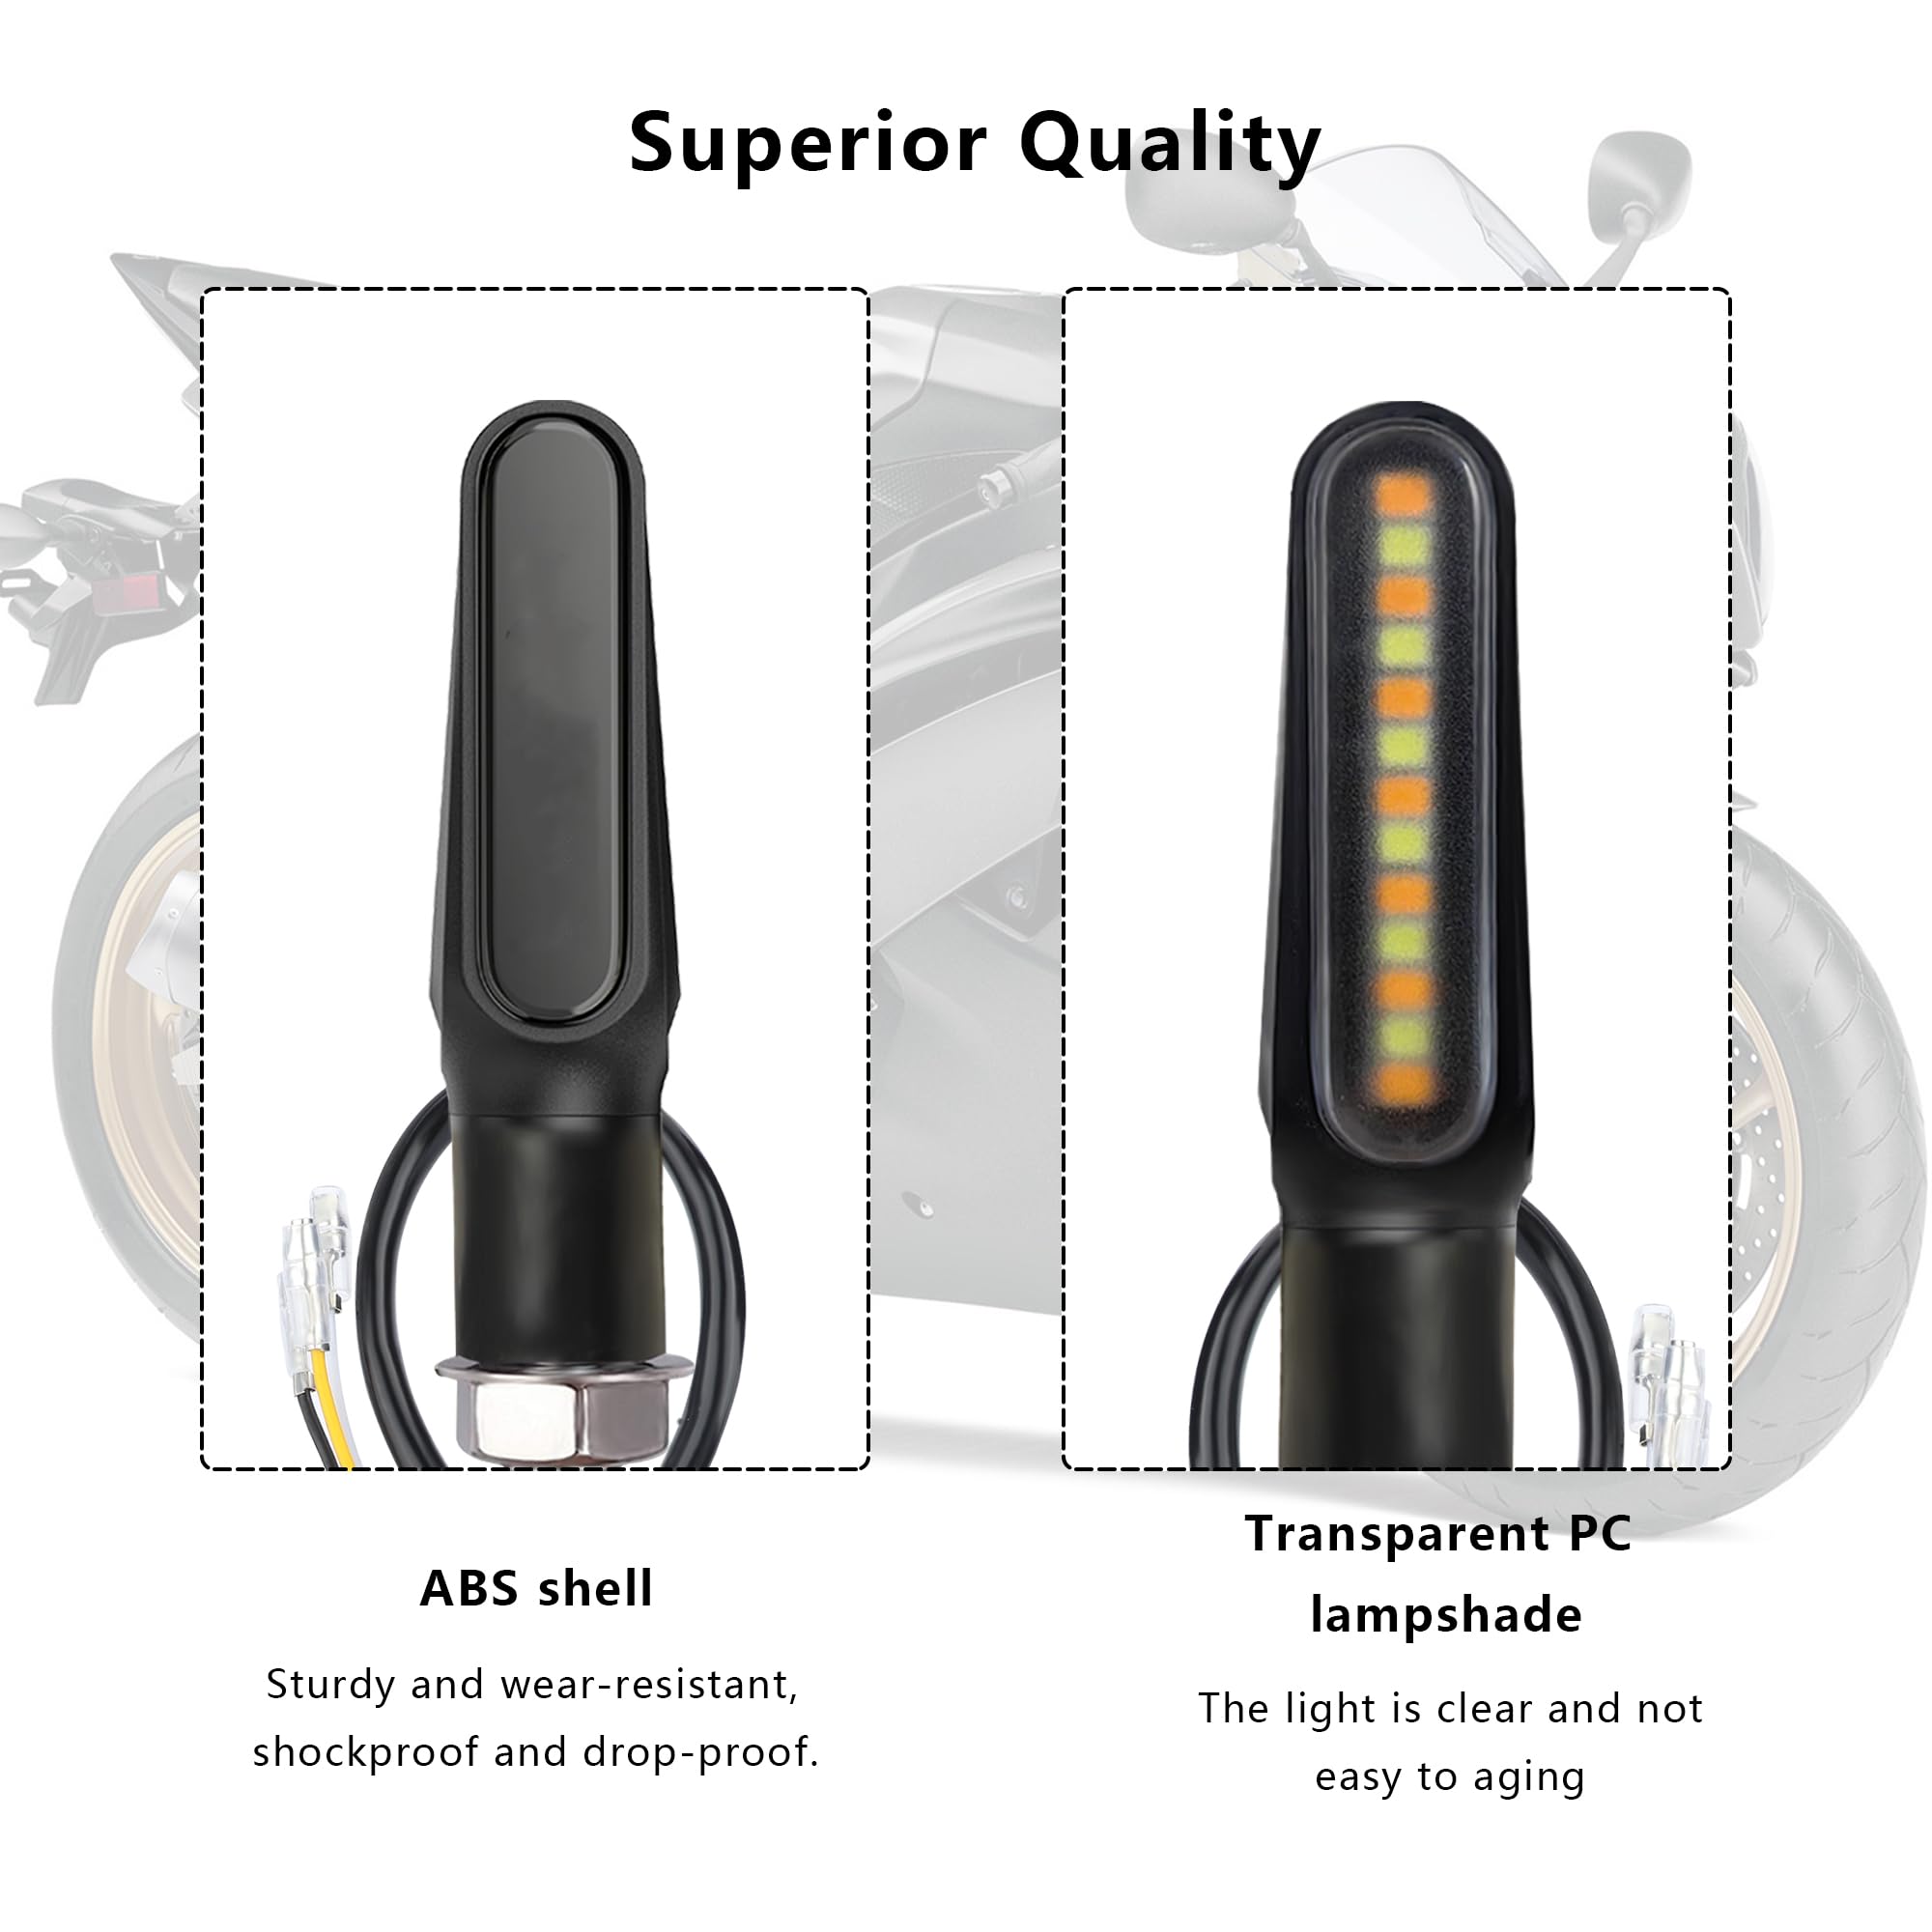 Superior Quality
ABS shell
Sturdy and wear-resistant,
shockproof and drop-proof.
Transparent PC
lampshade
The light is clear and not
easy to aging